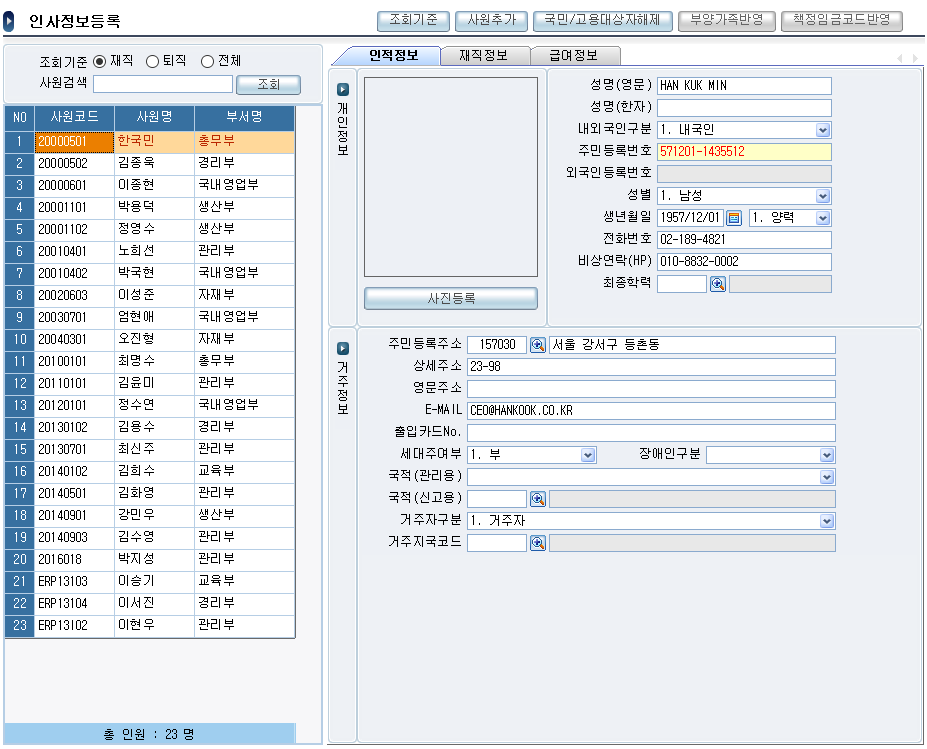 인사정보등록
조회기준 사원추가 국민/고용대상자해제 부양가족반영 책정임금코드반영
조회기준 재직 퇴직 전체
사원검색 조회
NO 사원코드 사원명 부서명
1 20000501 한국민 총무부
2 20000502 김종욱 경리부
3 20000601 이종현 국내영업부
4 20001101 박용덕 생산부
5 20001102 정영수 생산부
6 20010401 노희선 관리부
7 20010402 박국현 국내영업부
8 20020603 이성준 자재부
9 20030701 엄현애 국내영업부
10 20040301 오진형 자재부
11 20100101 최명수 총무부
12 20110101 김윤미 관리부
13 20120101 정수연 국내영업부
14 20130102 김용수 경리부
15 20130701 최신주 관리부
16 20140102 김희수 교육부
17 20140501 김화영 관리부
18 20140901 강민우 생산부
19 20140903 김수영 관리부
20 2016018 박지성 관리부
21 ERP13103 이승기 교육부
22 ERP13104 이서진 경리부
23 ERP13I02 이현우 관리부
총 인원 : 23 명
인적정보 재직정보 급여정보
개인정보
사진등록
성명(영문) HAN KUK MIN
성명(한자)
내외국인구분 1. 내국인
주민등록번호 571201-1435512
외국인등록번호
성별 1. 남성
생년월일 1957/12/01 1. 양력
전화번호 02-189-4821
비상연락(HP) 010-8832-0002
최종학력
거주정보
주민등록주소 157030 서울 강서구 등촌동
상세주소 23-98
영문주소
E-MAIL CEO@HANKOOK.CO.KR
출입카드No.
세대주여부 1. 부 장애인구분
국적(관리용)
국적(신고용)
거주자구분 1. 거주자
거주지국코드